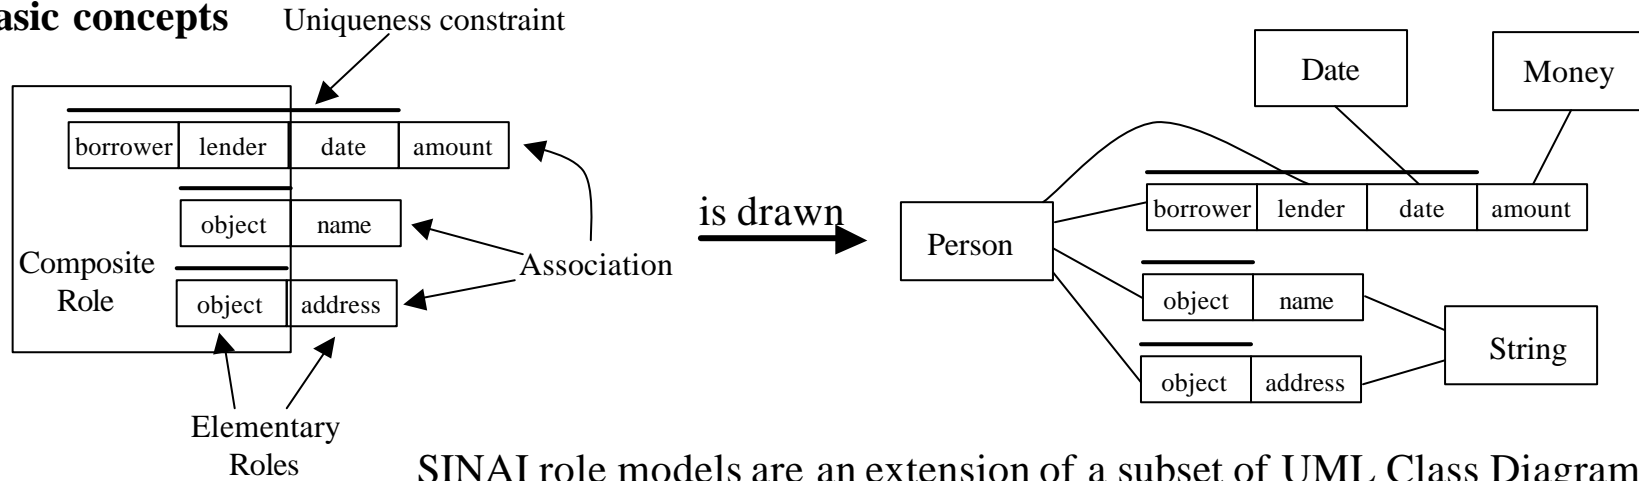 asic concepts
Uniqueness constraint
borrower lender date amount
object name
Composite
Role
object address
Association
Elementary
Roles
is drawn
Date
Money
Person
borrower lender date amount
object name
object address
String
SINAI role models are an extension of a subset of UML Class Diagram